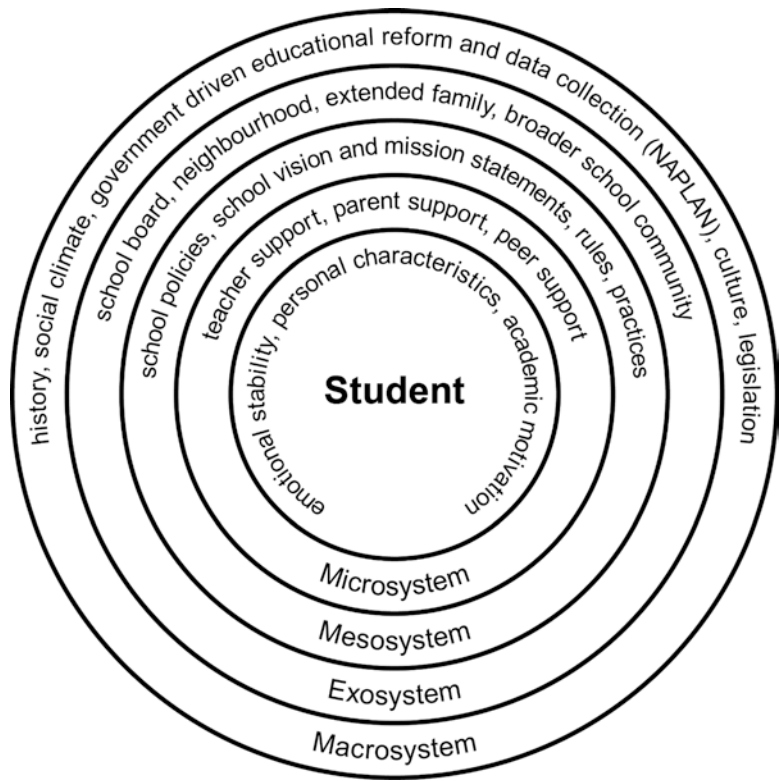 history, social climate, government driven educational reform and data collection (NAPLAN), culture, legislation
school board, neighbourhood, extended family, broader school community
school policies, school vision and mission statements, rules, practices
teacher support, parent support, peer support
emotional stability, personal characteristics, academic motivation
Student
Microsystem
Mesosystem
Exosystem
Macrosystem